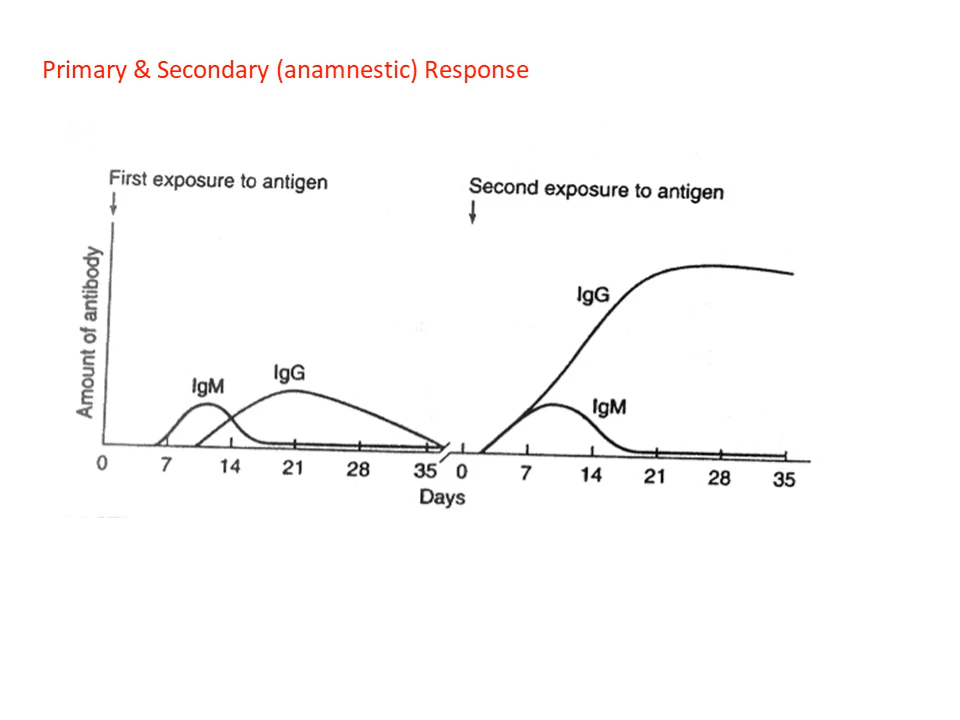 Primary & Secondary (anamnestic) Response
First exposure to antigen
Second exposure to antigen
Amount of antibody
IgM
IgG
IgG
IgM
0 7 14 21 28 35 0 7 14 21 28 35
Days